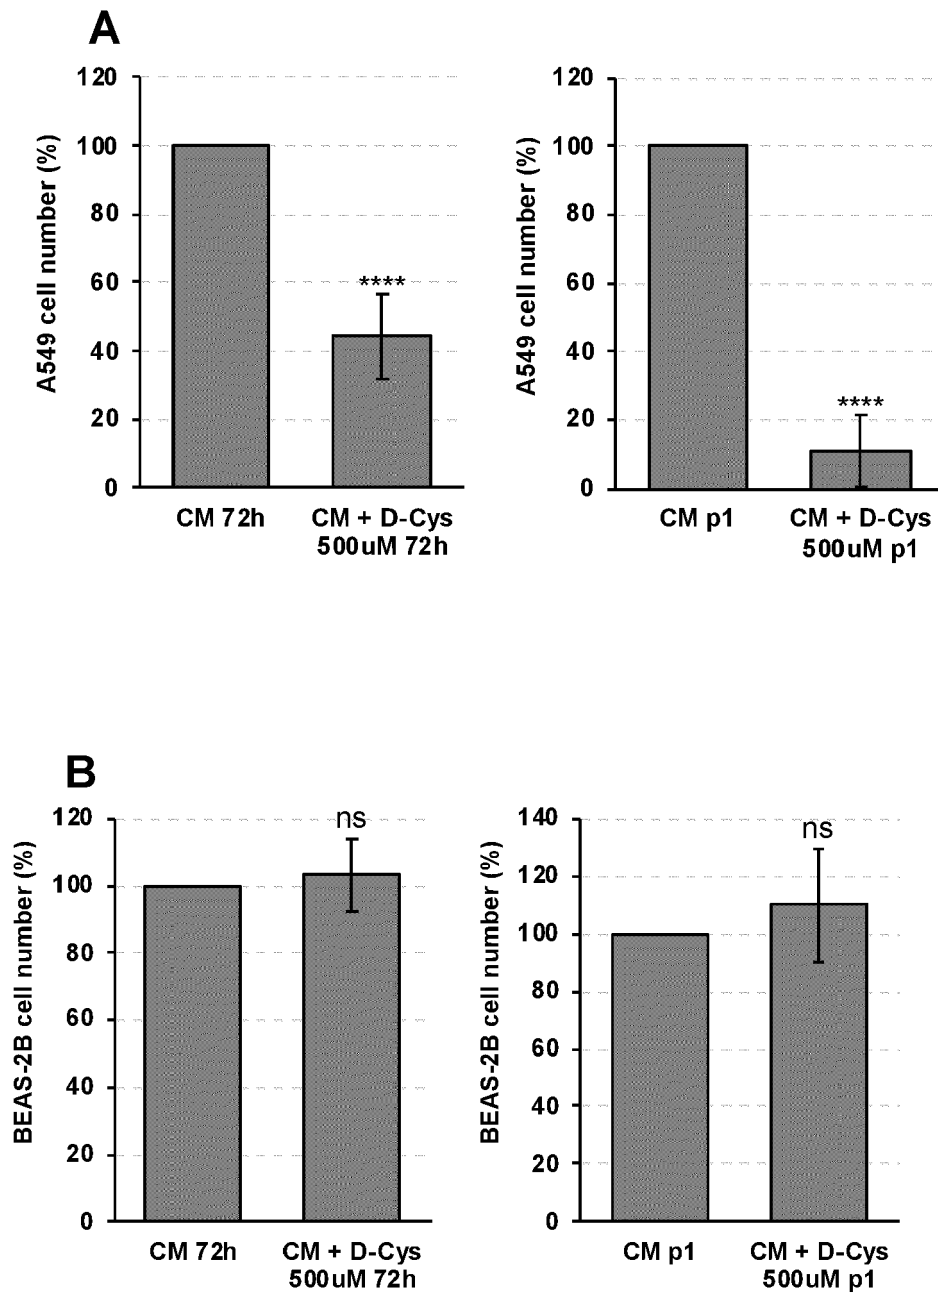 A
A549 cell number (%)
120
100
80
60
40
20
0
****
CM 72h
CM + D-Cys
500uM 72h
A549 cell number (%)
120
100
80
60
40
20
0
****
CM p1
CM + D-Cys
500uM p1
B
BEAS-2B cell number (%)
120
100
80
60
40
20
0
ns
CM 72h
CM + D-Cys
500uM 72h
BEAS-2B cell number (%)
140
120
100
80
60
40
20
0
ns
CM p1
CM + D-Cys
500uM p1